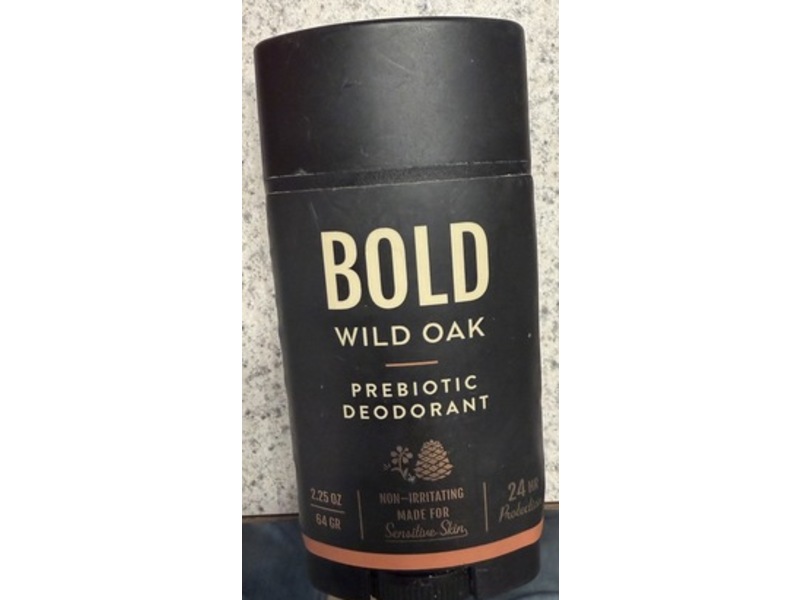 BOLD
WILD OAK
PREBIOTIC
DEODORANT
2.25 OZ
64 GR
NON-IRRITATING
MADE FOR
Sensitive Skin
24 HR
Protection